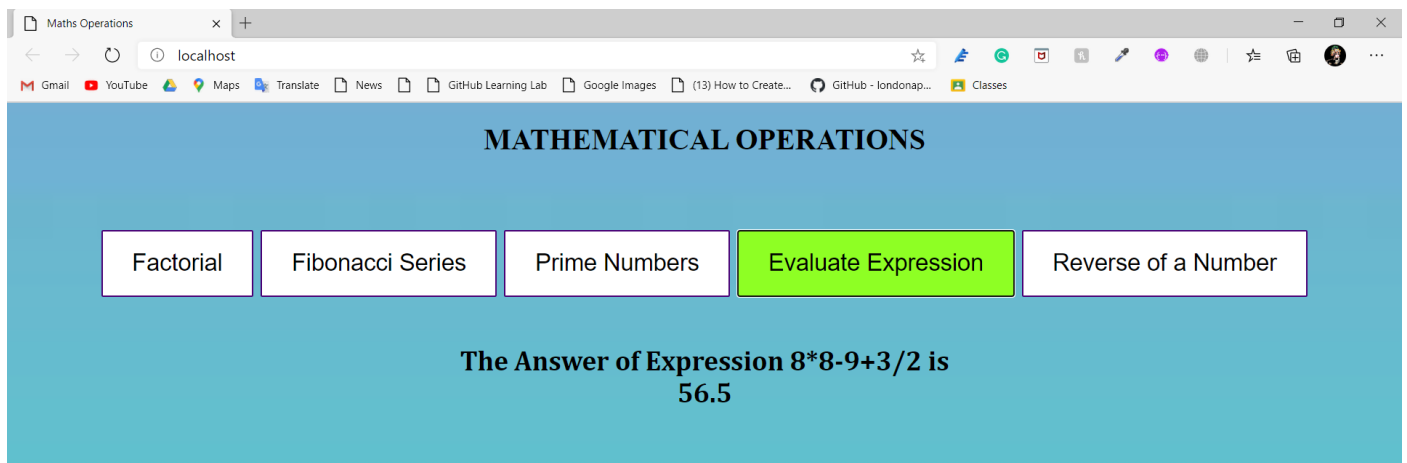 Maths Operations
localhost
Gmail YouTube Maps Translate News GitHub Learning Lab Google Images (13) How to Create... GitHub - londonap... Classes
MATHEMATICAL OPERATIONS
Factorial Fibonacci Series Prime Numbers Evaluate Expression Reverse of a Number
The Answer of Expression 8*8-9+3/2 is
56.5